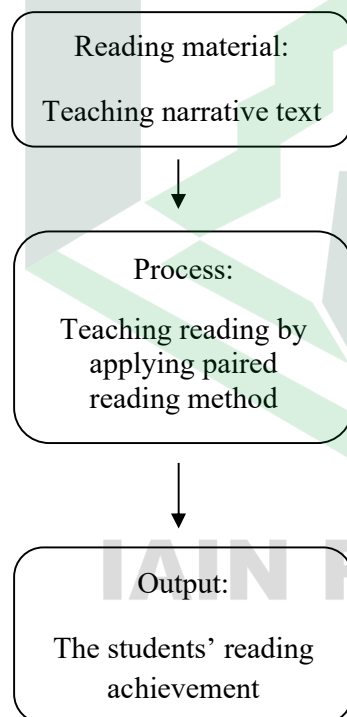 Reading material:
Teaching narrative text
Process:
Teaching reading by
applying paired
reading method
IAIN
Output:
The students’ reading
achievement